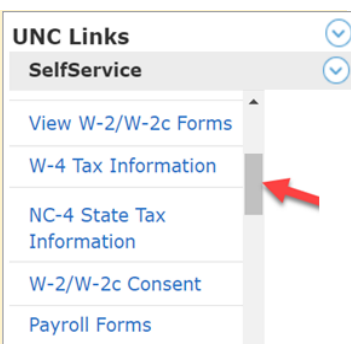 UNC Links
SelfService
View W-2/W-2c Forms
W-4 Tax Information
NC-4 State Tax
Information
W-2/W-2c Consent
Payroll Forms